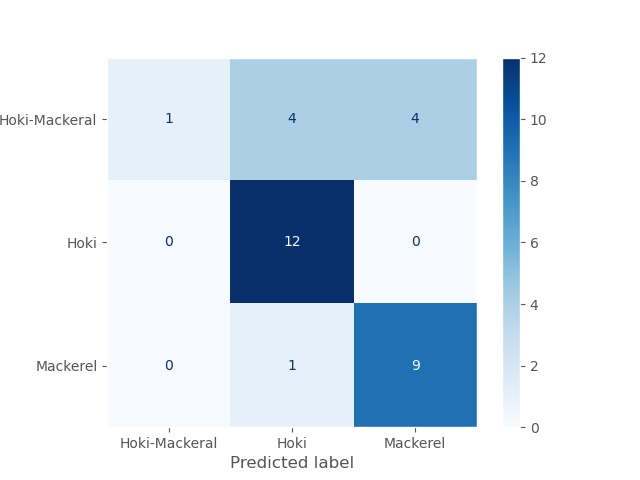 12
Hoki-Mackeral 1 4 4
10
8
Hoki 0 12 0
6
4
Mackerel 0 1 9
2
0
Hoki-Mackeral Hoki Mackerel
Predicted label